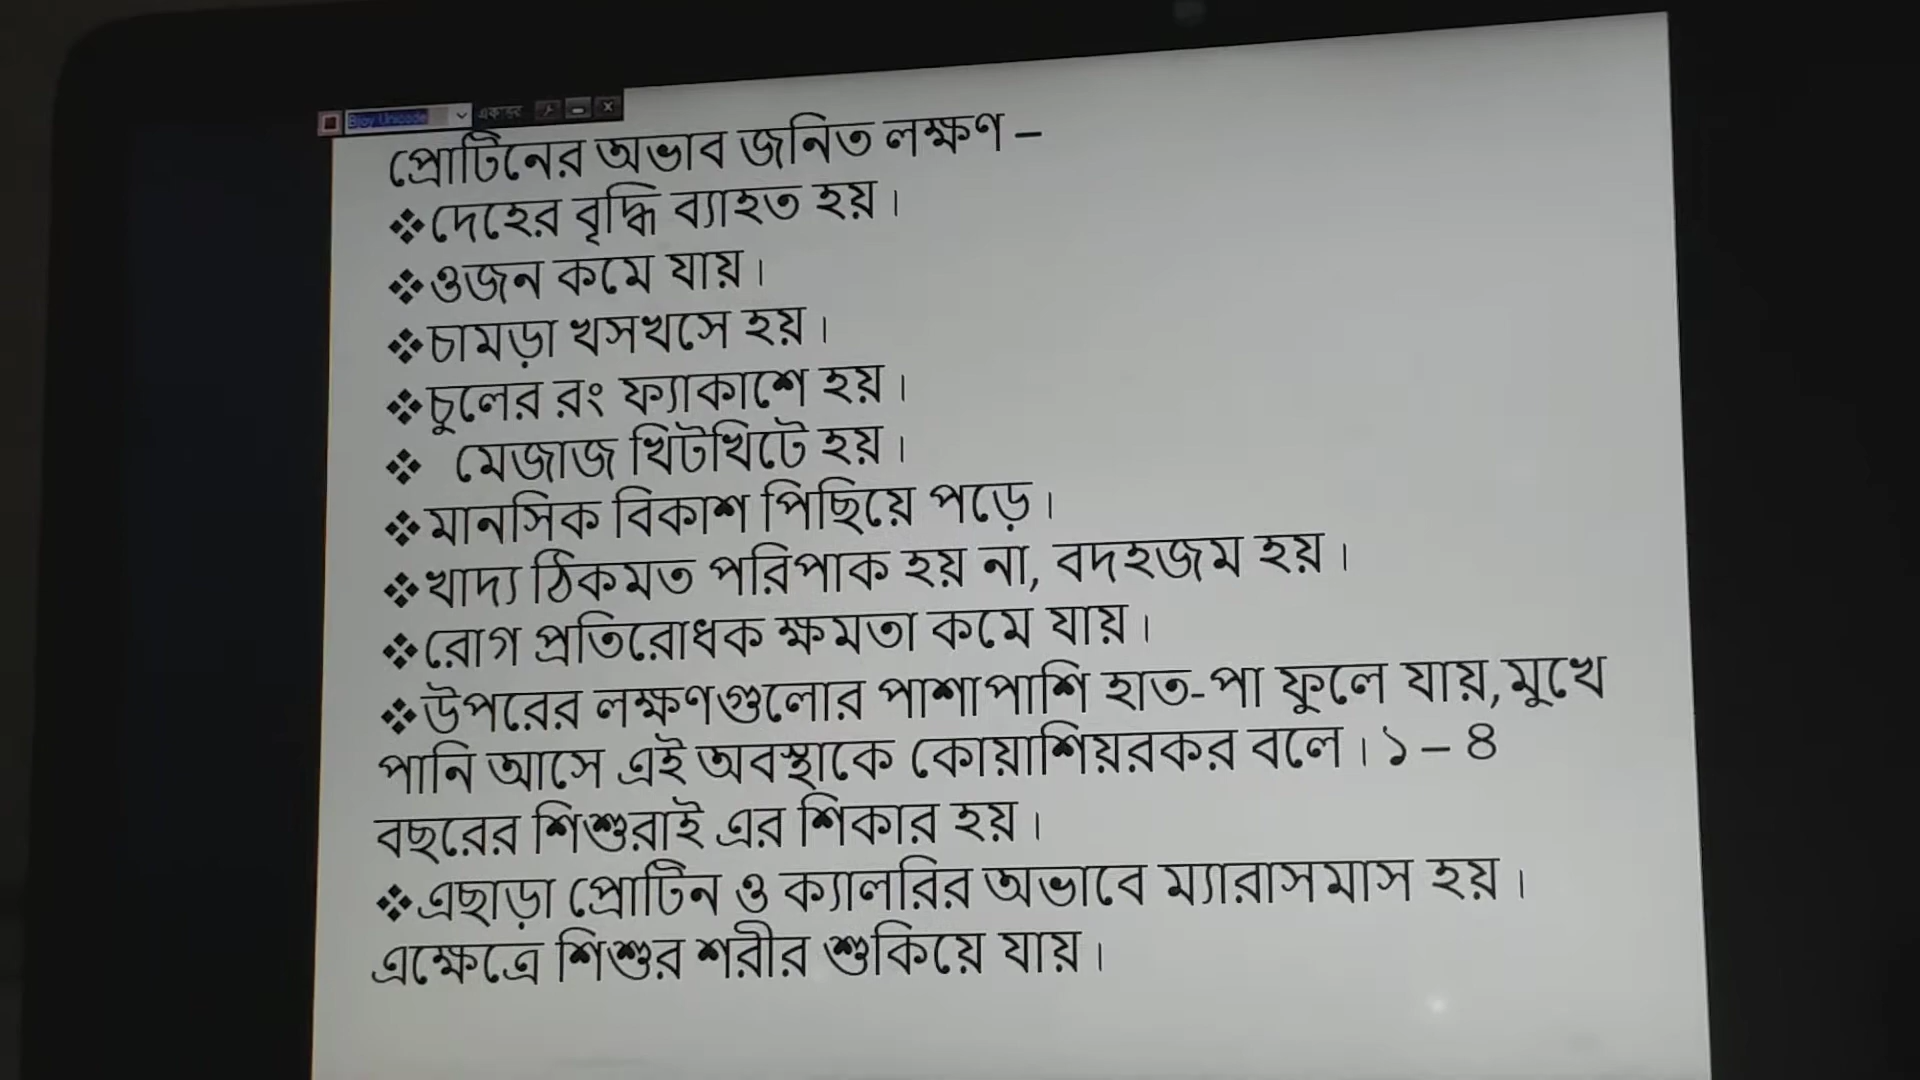 Bijoy Unicode
প্রোটিনের অভাব জনিত লক্ষণ –
❖দেহের বৃদ্ধি ব্যাহত হয়।
❖ওজন কমে যায়।
❖চামড়া খসখসে হয়।
❖চুলের রং ফ্যাকাশে হয়।
❖ মেজাজ খিটখিটে হয়।
❖মানসিক বিকাশ পিছিয়ে পড়ে।
❖খাদ্য ঠিকমত পরিপাক হয় না, বদহজম হয়।
❖রোগ প্রতিরোধক ক্ষমতা কমে যায়।
❖উপরের লক্ষণগুলোর পাশাপাশি হাত-পা ফুলে যায়,মুখে
পানি আসে এই অবস্থাকে কোয়াশিয়রকর বলে। ১ – ৪
বছরের শিশুরাই এর শিকার হয়।
❖এছাড়া প্রোটিন ও ক্যালরির অভাবে ম্যারাসমাস হয়।
এক্ষেত্রে শিশুর শরীর শুকিয়ে যায়।